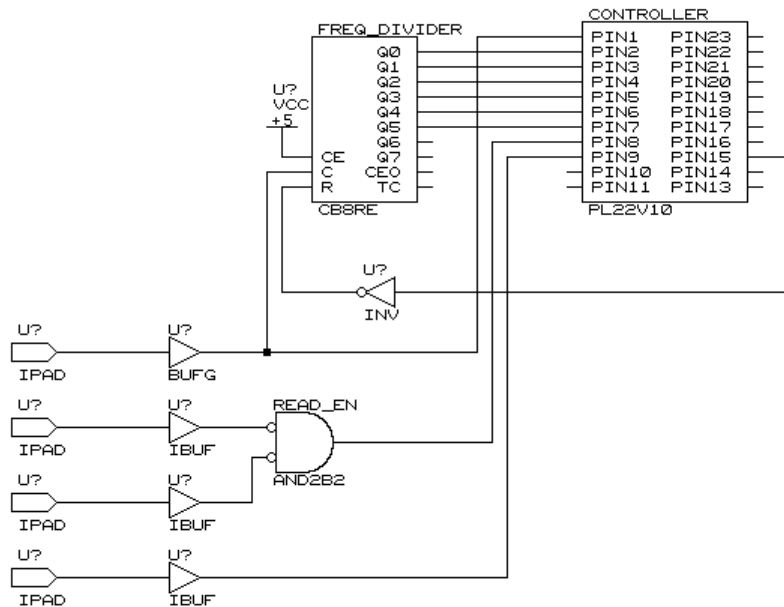 CONTROLLER
FREQ_DIVIDER
PIN1 PIN23
Q0 PIN2 PIN22
Q1 PIN3 PIN21
Q2 PIN4 PIN20
U? Q3 PIN5 PIN19
VCC Q4 PIN6 PIN18
+5 Q5 PIN7 PIN17
Q6 PIN8 PIN16
CE Q7 PIN9 PIN15
C CEO PIN10 PIN14
R TC PIN11 PIN13
CB8RE PL22V10
U?
INV
U? U?
IPAD BUFG
U? U? READ_EN
IPAD IBUF
U? U? AND2B2
IPAD IBUF
U? U?
IPAD IBUF